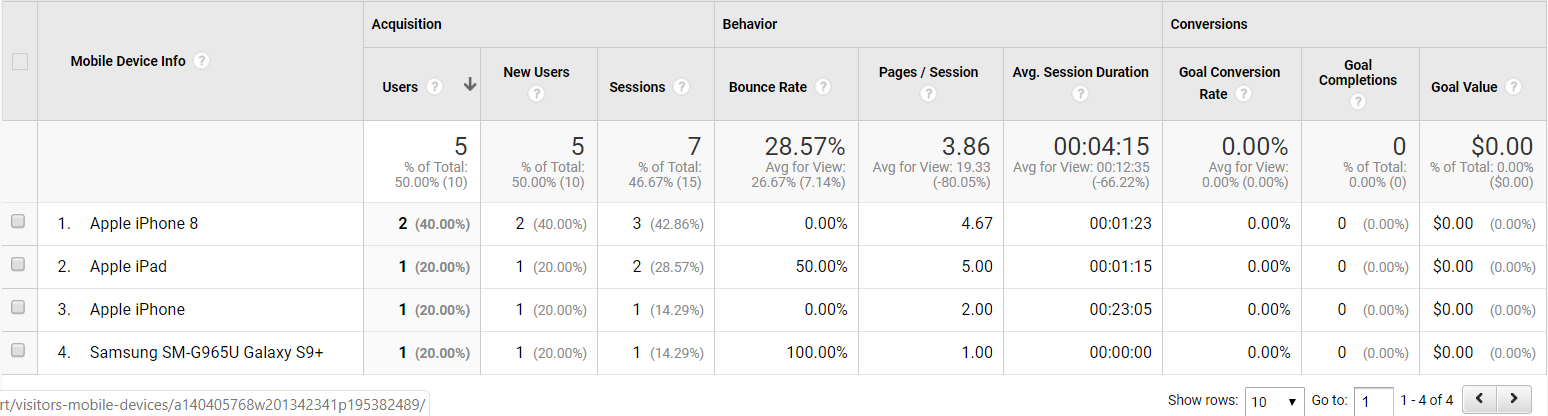 Acquisition Behavior Conversions
Mobile Device Info ?
Users ? New Users ? Sessions ? Bounce Rate ? Pages / Session ? Avg. Session Duration ? Goal Conversion Rate ? Goal Completions ? Goal Value ?
5 5 7 28.57% 3.86 00:04:15 0.00% 0 $0.00
% of Total: % of Total: % of Total: Avg for View: Avg for View: 19.33 Avg for View: 00:12:35 Avg for View: % of Total: % of Total: 0.00%
50.00% (10) 50.00% (10) 46.67% (15) 26.67% (7.14%) (-80.05%) (-66.22%) 0.00% (0.00%) 0.00% (0) ($0.00)
1. Apple iPhone 8 2 (40.00%) 2 (40.00%) 3 (42.86%) 0.00% 4.67 00:01:23 0.00% 0 (0.00%) $0.00 (0.00%)
2. Apple iPad 1 (20.00%) 1 (20.00%) 2 (28.57%) 50.00% 5.00 00:01:15 0.00% 0 (0.00%) $0.00 (0.00%)
3. Apple iPhone 1 (20.00%) 1 (20.00%) 1 (14.29%) 0.00% 2.00 00:23:05 0.00% 0 (0.00%) $0.00 (0.00%)
4. Samsung SM-G965U Galaxy S9+ 1 (20.00%) 1 (20.00%) 1 (14.29%) 100.00% 1.00 00:00:00 0.00% 0 (0.00%) $0.00 (0.00%)
Show rows: 10 Go to: 1 1 - 4 of 4
rt/visitors-mobile-devices/a140405768w201342341p195382489/